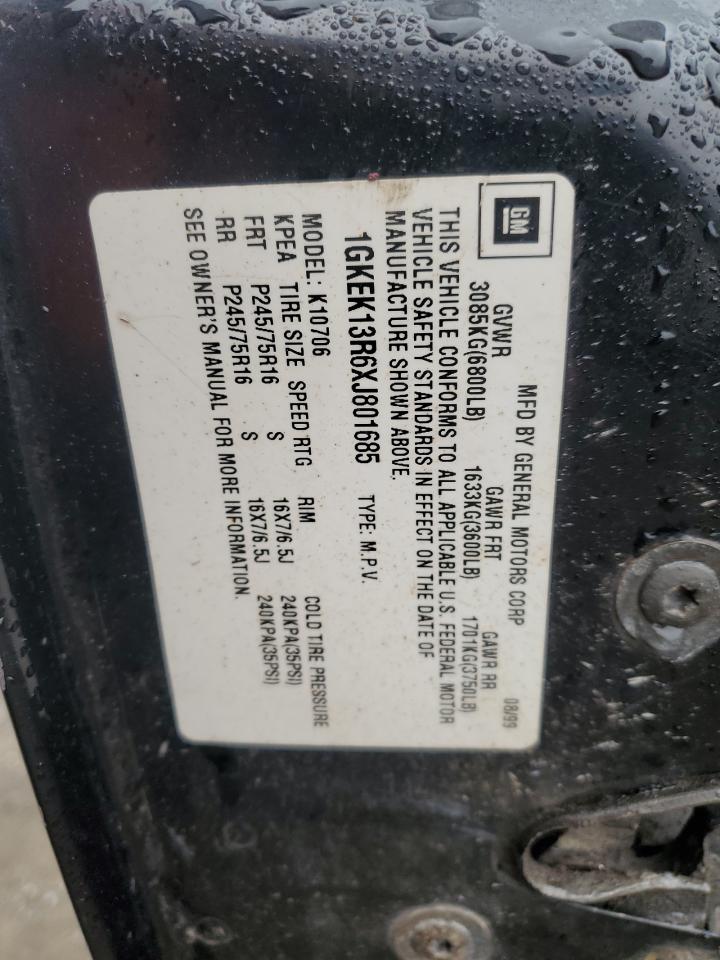 GM
MFD BY GENERAL MOTORS CORP 08/99
GVWR GAWR FRT GAWR RR
3085KG(6800LB) 1633KG(3600LB) 1701KG(3750LB)
THIS VEHICLE CONFORMS TO ALL APPLICABLE U.S. FEDERAL MOTOR
VEHICLE SAFETY STANDARDS IN EFFECT ON THE DATE OF
MANUFACTURE SHOWN ABOVE.
1GKEK13R6XJ801685 TYPE: M.P.V.
MODEL: K10706
KPEA TIRE SIZE SPEED RTG RIM COLD TIRE PRESSURE
FRT P245/75R16 S 16X7/6.5J 240KPA(35PSI)
RR P245/75R16 S 16X7/6.5J 240KPA(35PSI)
SEE OWNER'S MANUAL FOR MORE INFORMATION.